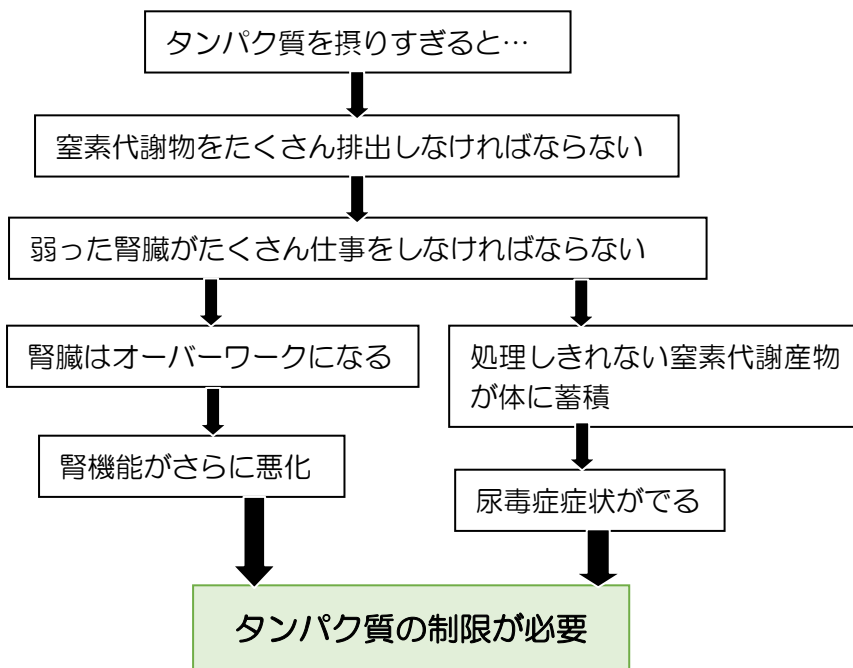 タンパク質を摂りすぎると…
窒素代謝物をたくさん排出しなければならない
弱った腎臓がたくさん仕事をしなければならない
腎臓はオーバーワークになる
腎機能がさらに悪化
処理しきれない窒素代謝産物
が体に蓄積
尿毒症症状がでる
タンパク質の制限が必要